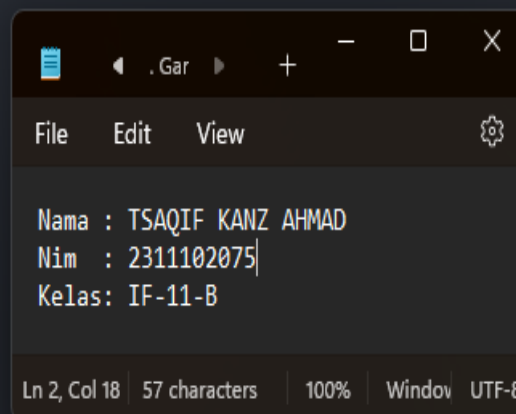 . Gar
File Edit View
Nama : TSAQIF KANZ AHMAD
Nim  : 2311102075
Kelas: IF-11-B
Ln 2, Col 18 57 characters 100% Window UTF-8